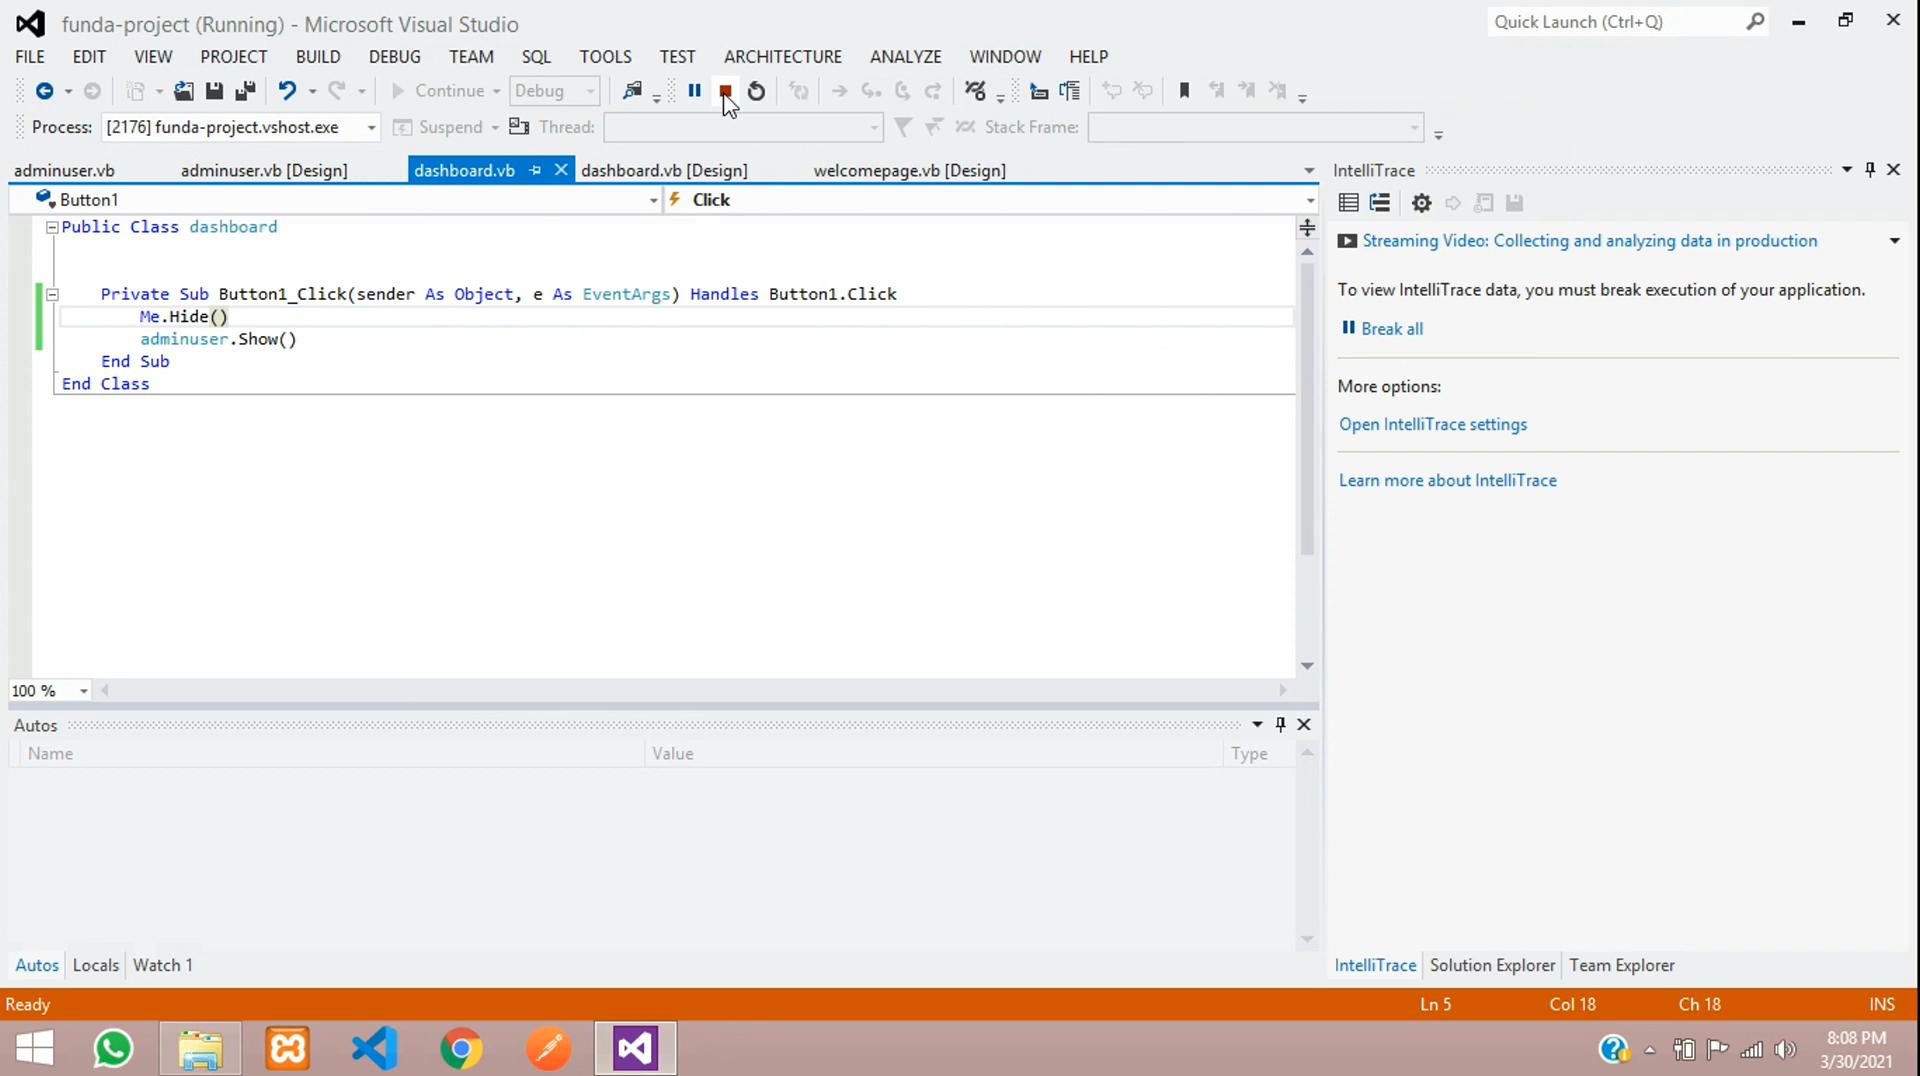 funda-project (Running) - Microsoft Visual Studio
Quick Launch (Ctrl+Q)
FILE EDIT VIEW PROJECT BUILD DEBUG TEAM SQL TOOLS TEST ARCHITECTURE ANALYZE WINDOW HELP
Continue Debug
Process: [2176] funda-project.vshost.exe Suspend Thread: Stack Frame:
adminuser.vb adminuser.vb [Design] dashboard.vb dashboard.vb [Design] welcomepage.vb [Design]
Button1 Click
Public Class dashboard
Private Sub Button1_Click(sender As Object, e As EventArgs) Handles Button1.Click
Me.Hide()
adminuser.Show()
End Sub
End Class
100 %
Autos
Name Value Type
Autos Locals Watch 1
IntelliTrace
Streaming Video: Collecting and analyzing data in production
To view IntelliTrace data, you must break execution of your application.
Break all
More options:
Open IntelliTrace settings
Learn more about IntelliTrace
IntelliTrace Solution Explorer Team Explorer
Ready Ln 5 Col 18 Ch 18 INS
8:08 PM
3/30/2021